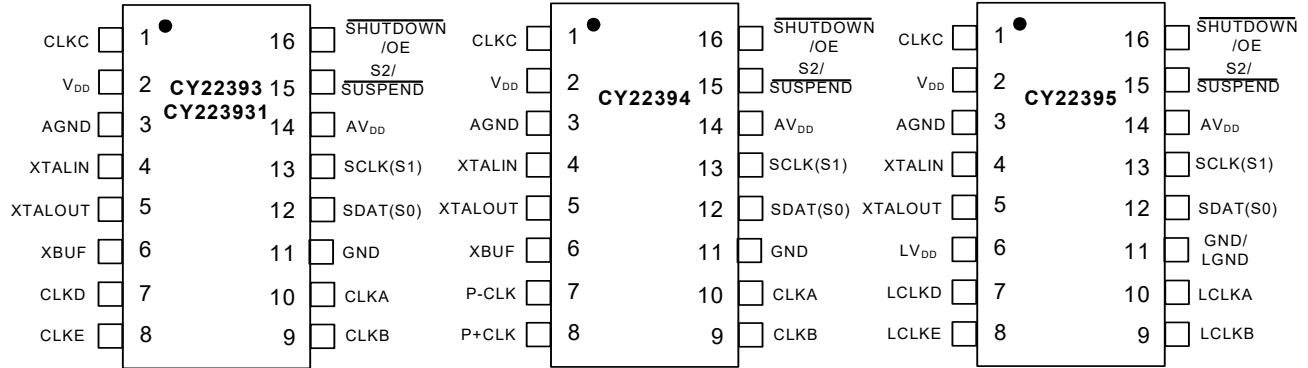 CLKC 1 16 SHUTDOWN
/OE
VDD 2 CY22393 15 S2/
SUSPEND
CY223931
AGND 3 14 AVDD
XTALIN 4 13 SCLK(S1)
XTALOUT 5 12 SDAT(S0)
XBUF 6 11 GND
CLKD 7 10 CLKA
CLKE 8 9 CLKB
CLKC 1 16 SHUTDOWN
/OE
VDD 2 15 S2/
SUSPEND
CY22394
AGND 3 14 AVDD
XTALIN 4 13 SCLK(S1)
XTALOUT 5 12 SDAT(S0)
XBUF 6 11 GND
P-CLK 7 10 CLKA
P+CLK 8 9 CLKB
CLKC 1 16 SHUTDOWN
/OE
VDD 2 15 S2/
SUSPEND
CY22395
AGND 3 14 AVDD
XTALIN 4 13 SCLK(S1)
XTALOUT 5 12 SDAT(S0)
LVDD 6 11 GND/
LGND
LCLKD 7 10 LCLKA
LCLKE 8 9 LCLKB